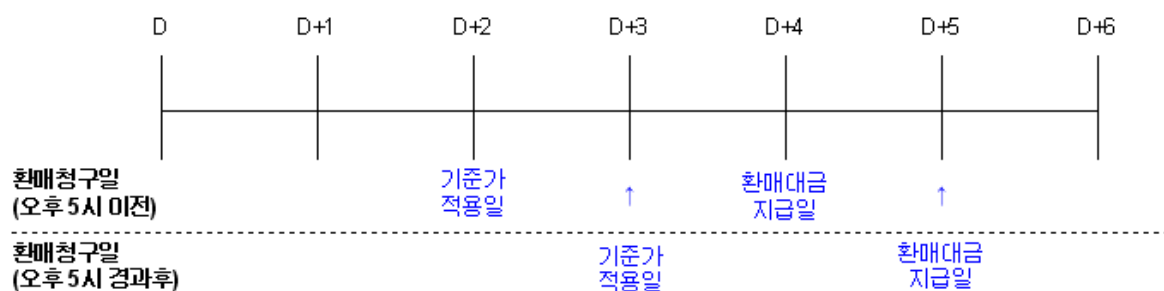 D D+1 D+2 D+3 D+4 D+5 D+6
환매청구일 기준가 환매대금
(오후 5시 이전) 적용일 ↑ 지급일 ↑
환매청구일 기준가 환매대금
(오후 5시 경과후) 적용일 지급일